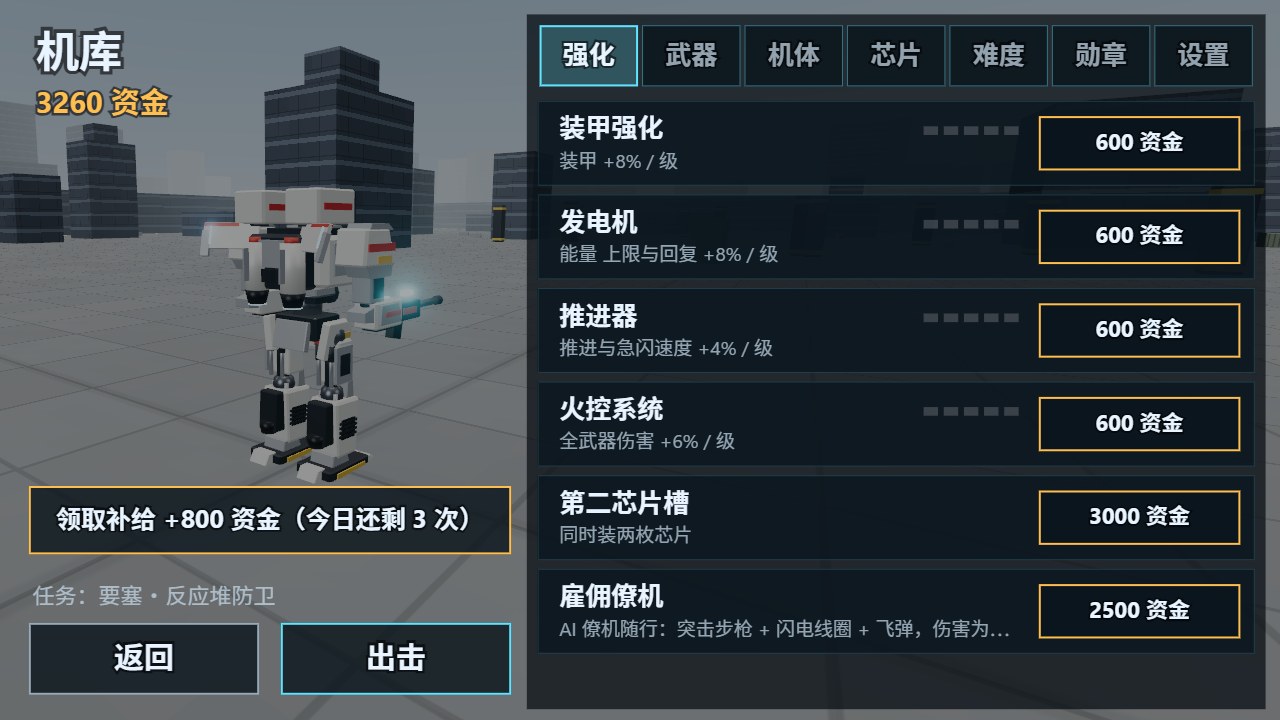 机库
3260 资金
强化
武器
机体
芯片
难度
勋章
设置
装甲强化
装甲 +8% / 级
600 资金
发电机
能量 上限与回复 +8% / 级
600 资金
推进器
推进与急闪速度 +4% / 级
600 资金
火控系统
全武器伤害 +6% / 级
600 资金
第二芯片槽
同时装两枚芯片
3000 资金
雇佣僚机
AI 僚机随行：突击步枪 + 闪电线圈 + 飞弹，伤害为…
2500 资金
领取补给 +800 资金（今日还剩 3 次）
任务：要塞・反应堆防卫
返回
出击